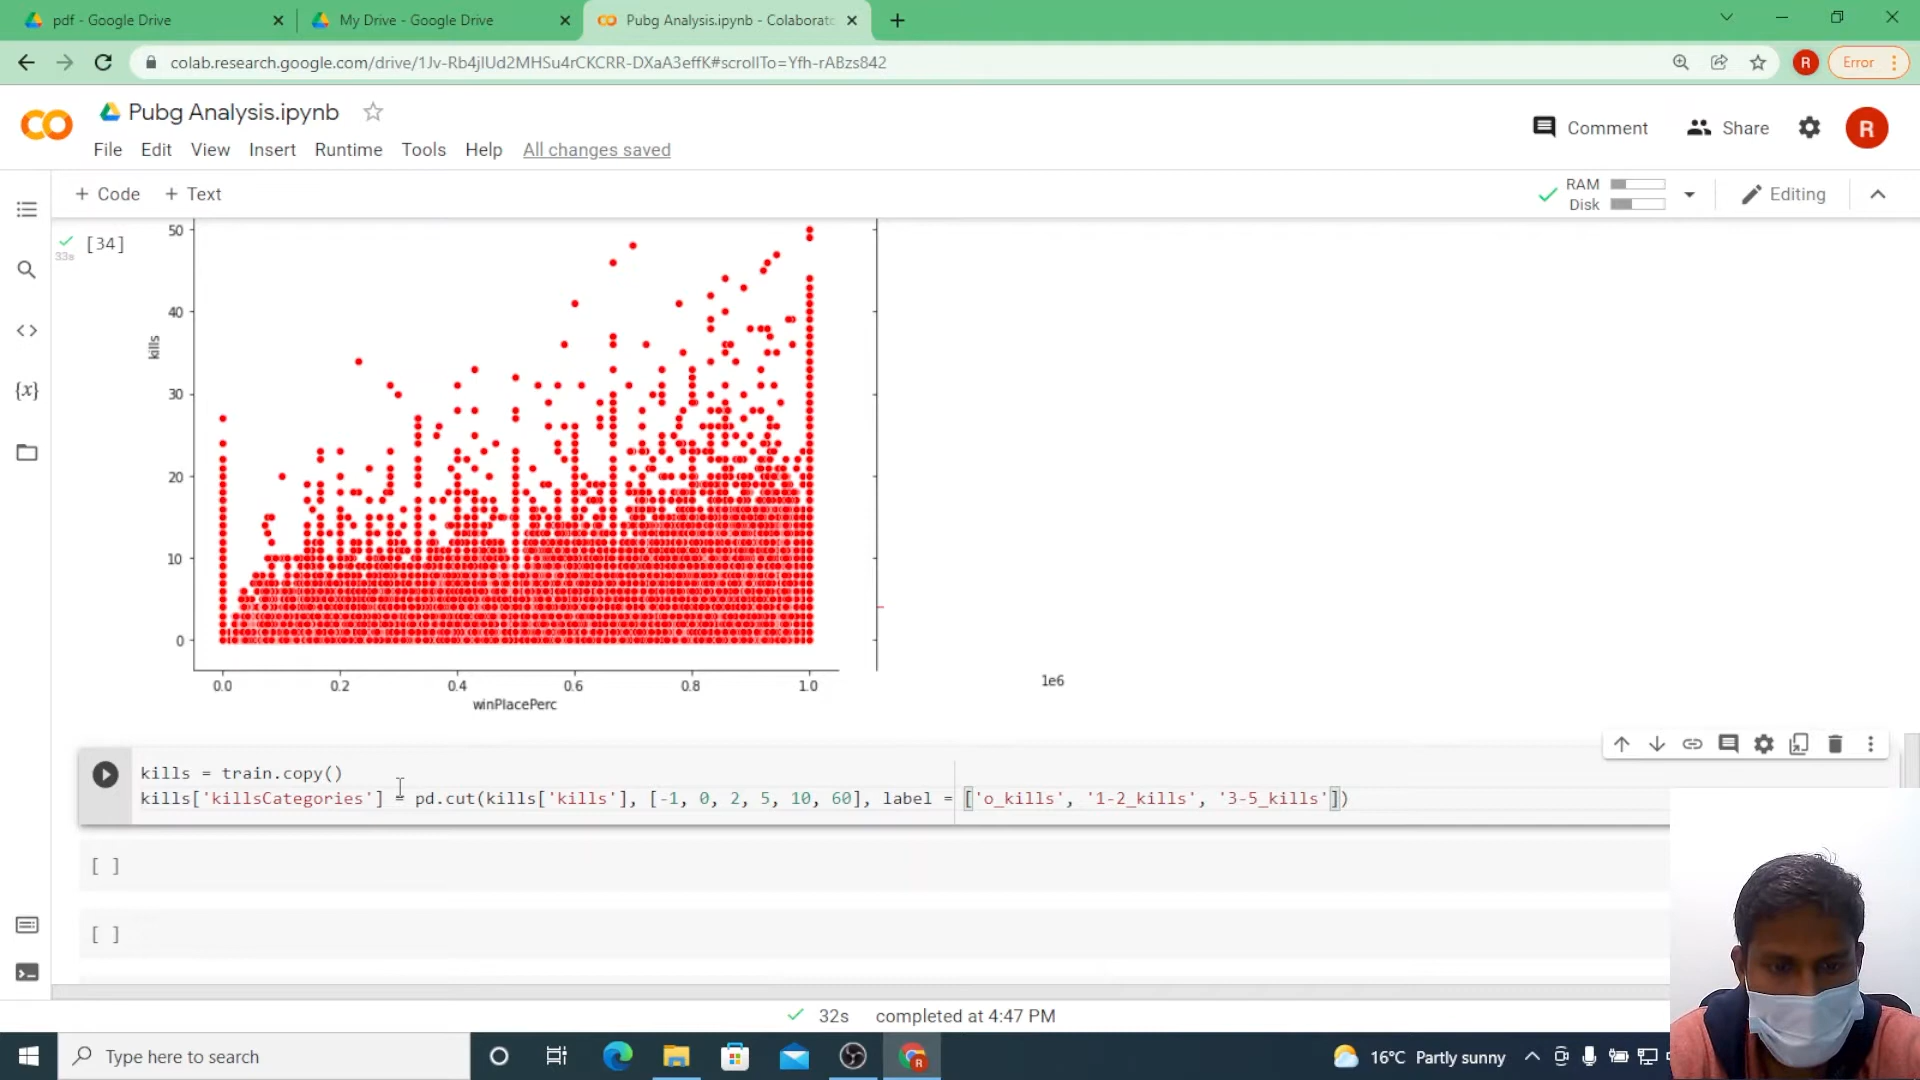 pdf - Google Drive
My Drive - Google Drive
Pubg Analysis.ipynb - Colaborato
colab.research.google.com/drive/1Jv-Rb4jlUd2MHSu4rCKCRR-DXaA3effK#scrollTo=Yfh-rABzs842
R
Error
CO
Pubg Analysis.ipynb
Comment
Share
R
File Edit View Insert Runtime Tools Help All changes saved
+ Code + Text
RAM
Disk
Editing
[34]
33s
50
40
30
20
10
0
kills
{x}
0.0 0.2 0.4 0.6 0.8 1.0
winPlacePerc
1e6
kills = train.copy()
kills['killsCategories'] = pd.cut(kills['kills'], [-1, 0, 2, 5, 10, 60], label = ['o_kills', '1-2_kills', '3-5_kills'])
[ ]
[ ]
32s completed at 4:47 PM
Type here to search
16°C Partly sunny